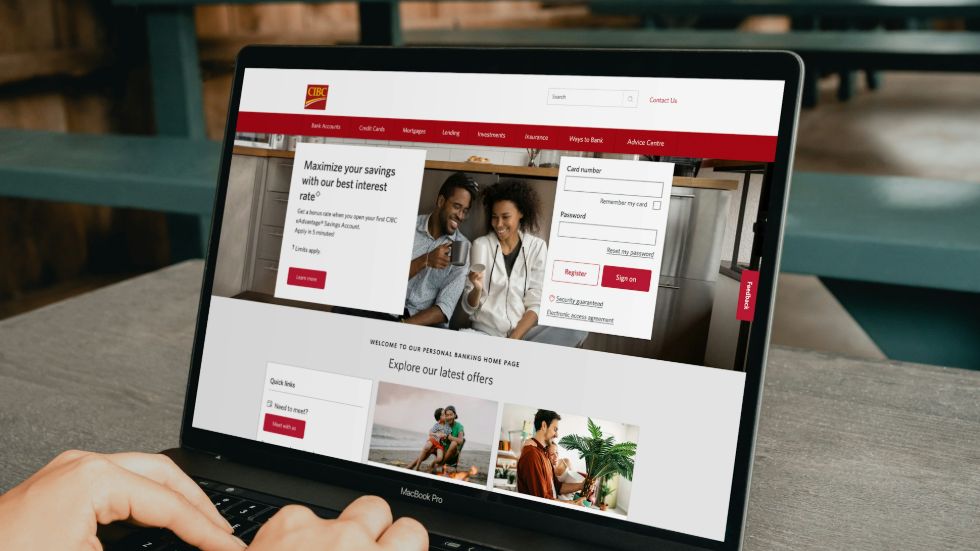 CIBC
Search
Contact Us
Bank Accounts Credit Cards Mortgages Lending Investments Insurance Ways to Bank Advice Centre
Maximize your savings
with our best interest
rate◊
Get a bonus rate when you open your first CIBC
eAdvantage® Savings Account.
Apply in 5 minutes!
† Limits apply.
Learn more
Card number
Remember my card
Password
Reset my password
Register
Sign on
Security guaranteed
Electronic access agreement
Feedback
WELCOME TO OUR PERSONAL BANKING HOME PAGE
Explore our latest offers
Quick links
Need to meet?
Meet with us
MacBook Pro